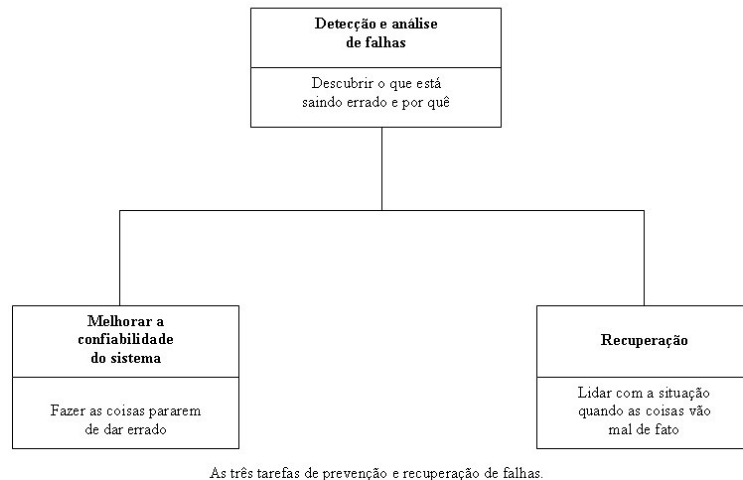 Detecção e análise
de falhas
Descubrir o que está
saindo errado e por quê
Melhorar a
confiabilidade
do sistema
Fazer as coisas pararem
de dar errado
Recuperação
Lidar com a situação
quando as coisas vão
mal de fato
As três tarefas de prevenção e recuperação de falhas.